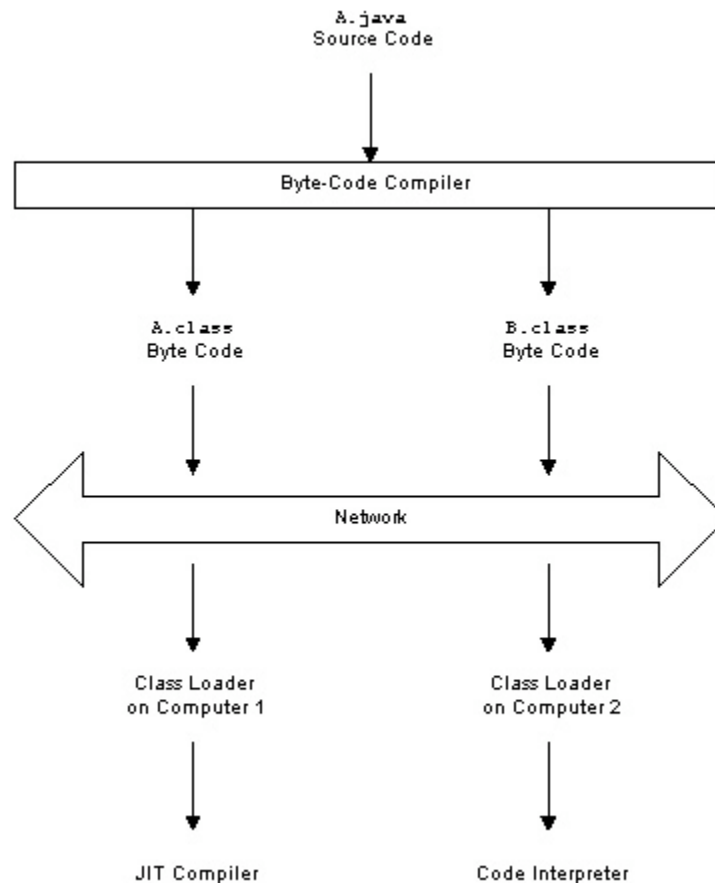 A.java
Source Code
Byte-Code Compiler
A.class
Byte Code
B.class
Byte Code
Network
Class Loader
on Computer 1
Class Loader
on Computer 2
JIT Compiler
Code Interpreter